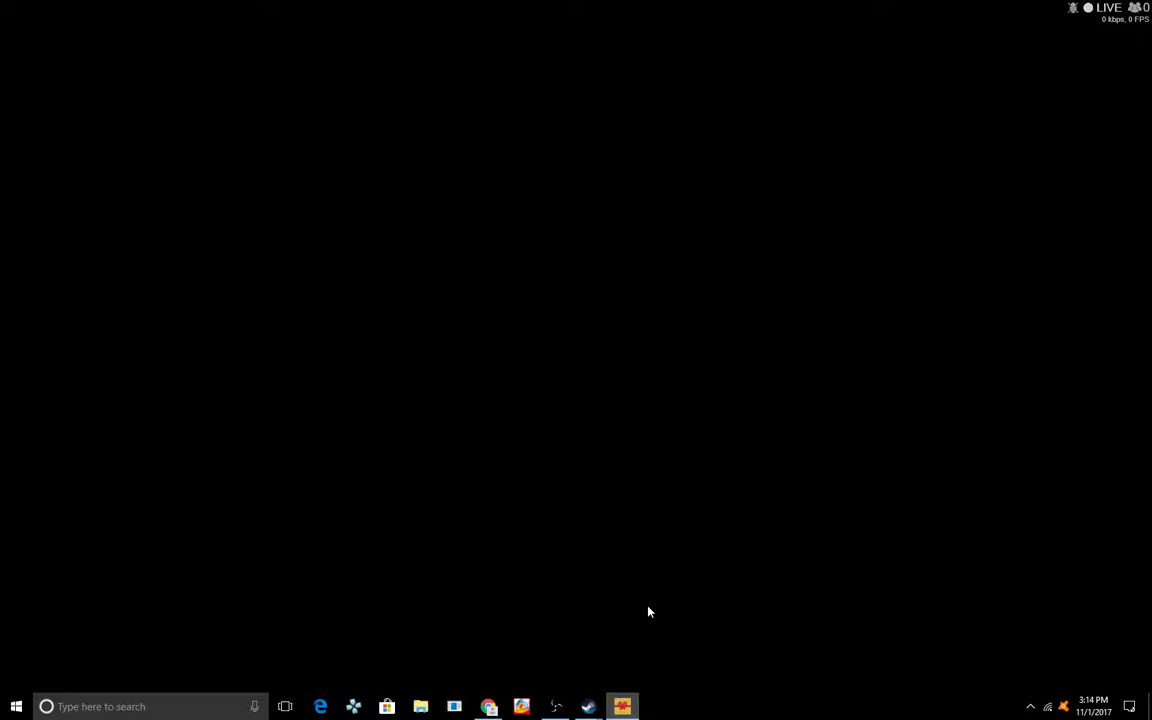 LIVE 0
0 kbps, 0 FPS
Type here to search
3:14 PM
11/1/2017